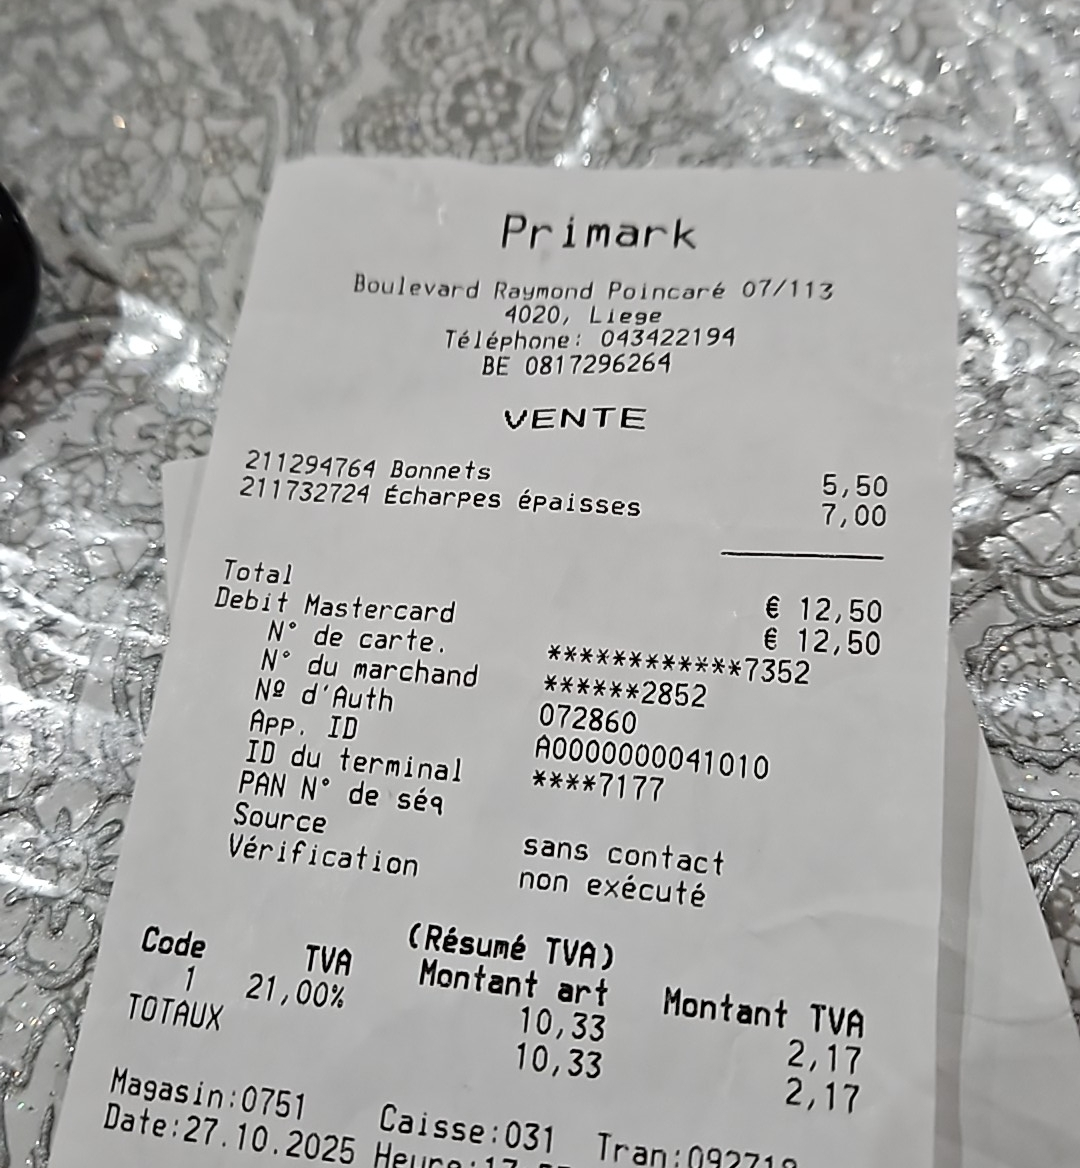 Primark
Boulevard Raymond Poincaré 07/113
4020, Liege
Téléphone: 043422194
BE 0817296264
VENTE
211294764 Bonnets 5,50
211732724 Écharpes épaisses 7,00
Total € 12,50
Debit Mastercard € 12,50
N° de carte. ************7352
N° du marchand ******2852
Nº d'Auth 072860
App. ID A0000000041010
ID du terminal ****7177
PAN N° de séq
Source sans contact
Vérification non exécuté
(Résumé TVA)
Code TVA Montant art Montant TVA
1 21,00% 10,33 2,17
TOTAUX 10,33 2,17
Magasin:0751 Caisse:031 Tran:092719
Date:27.10.2025 Heure:17